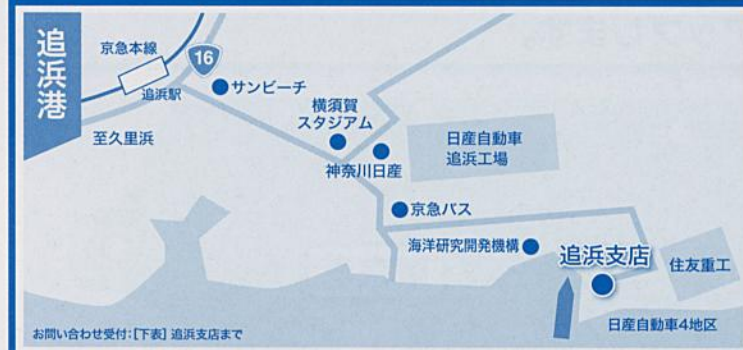 追浜港
京急本線
16
追浜駅
サンビーチ
至久里浜
横須賀
スタジアム
神奈川日産
日産自動車
追浜工場
京急バス
海洋研究開発機構
追浜支店
住友重工
日産自動車4地区
お問い合わせ受付:[下表] 追浜支店まで